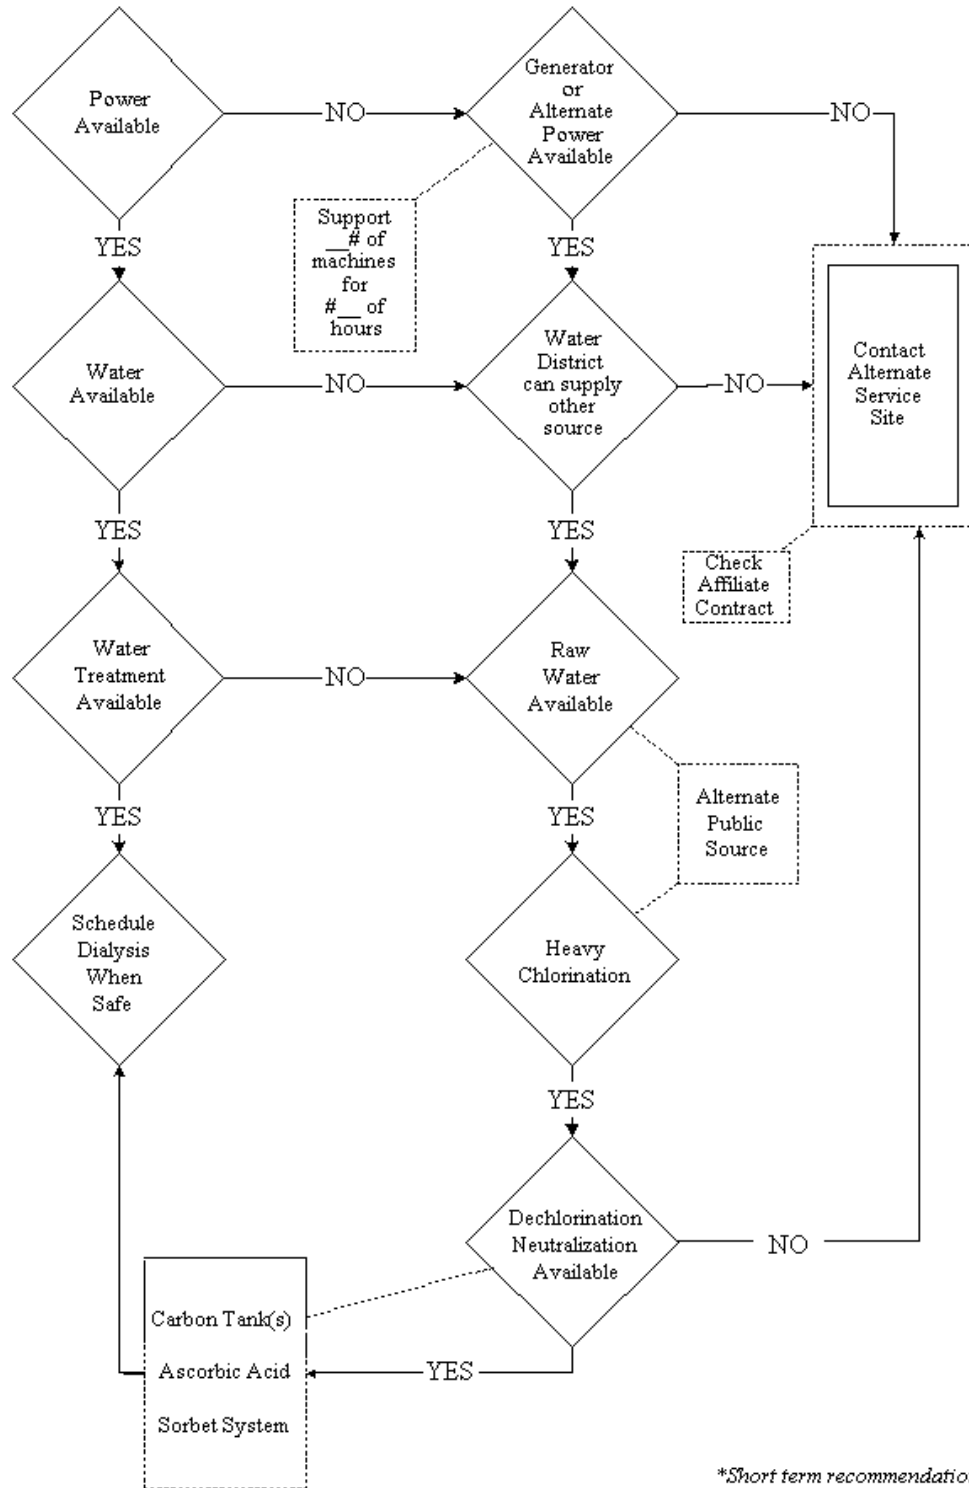 Power
Available
NO
Generator
or
Alternate
Power
Available
NO
YES
Support
__# of
machines
for
#__ of
hours
YES
Water
Available
NO
Water
District
can supply
other
source
NO
Contact
Alternate
Service
Site
YES
YES
Check
Affiliate
Contract
Water
Treatment
Available
NO
Raw
Water
Available
YES
YES
Alternate
Public
Source
Schedule
Dialysis
When
Safe
Heavy
Chlorination
YES
Dechlorination
Neutralization
Available
NO
Carbon Tank(s)
Ascorbic Acid
Sorbet System
YES
*Short term recommendation